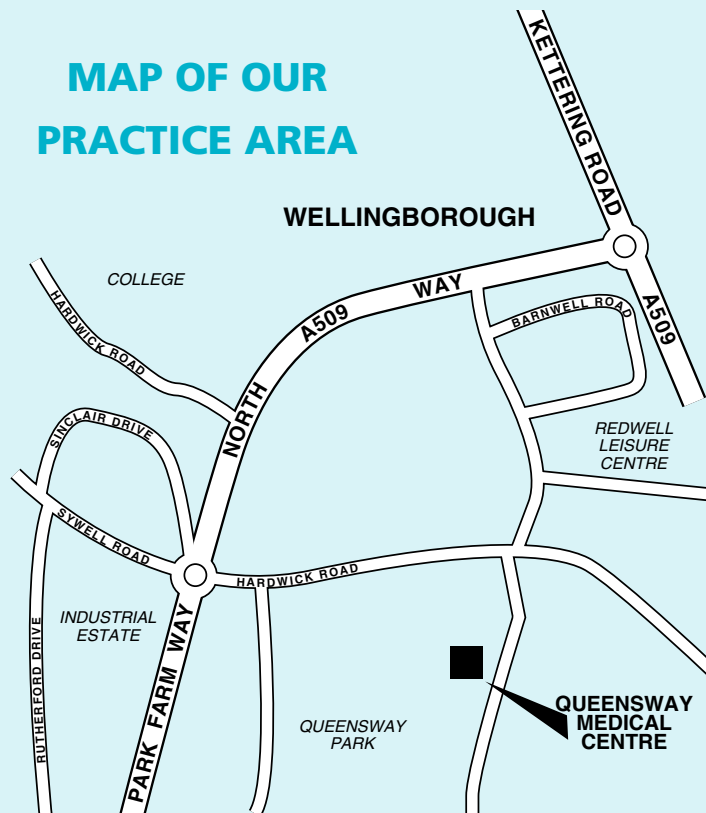 MAP OF OUR
PRACTICE AREA
KETTERING ROAD
WELLINGBOROUGH
COLLEGE
HARDWICK ROAD
NORTH
A509
WAY
BARNWELL ROAD
A509
SINCLAIR DRIVE
REDWELL
LEISURE
CENTRE
SYWELL ROAD
HARDWICK ROAD
INDUSTRIAL
ESTATE
RUTHERFORD DRIVE
PARK FARM WAY
QUEENSWAY
PARK
QUEENSWAY
MEDICAL
CENTRE